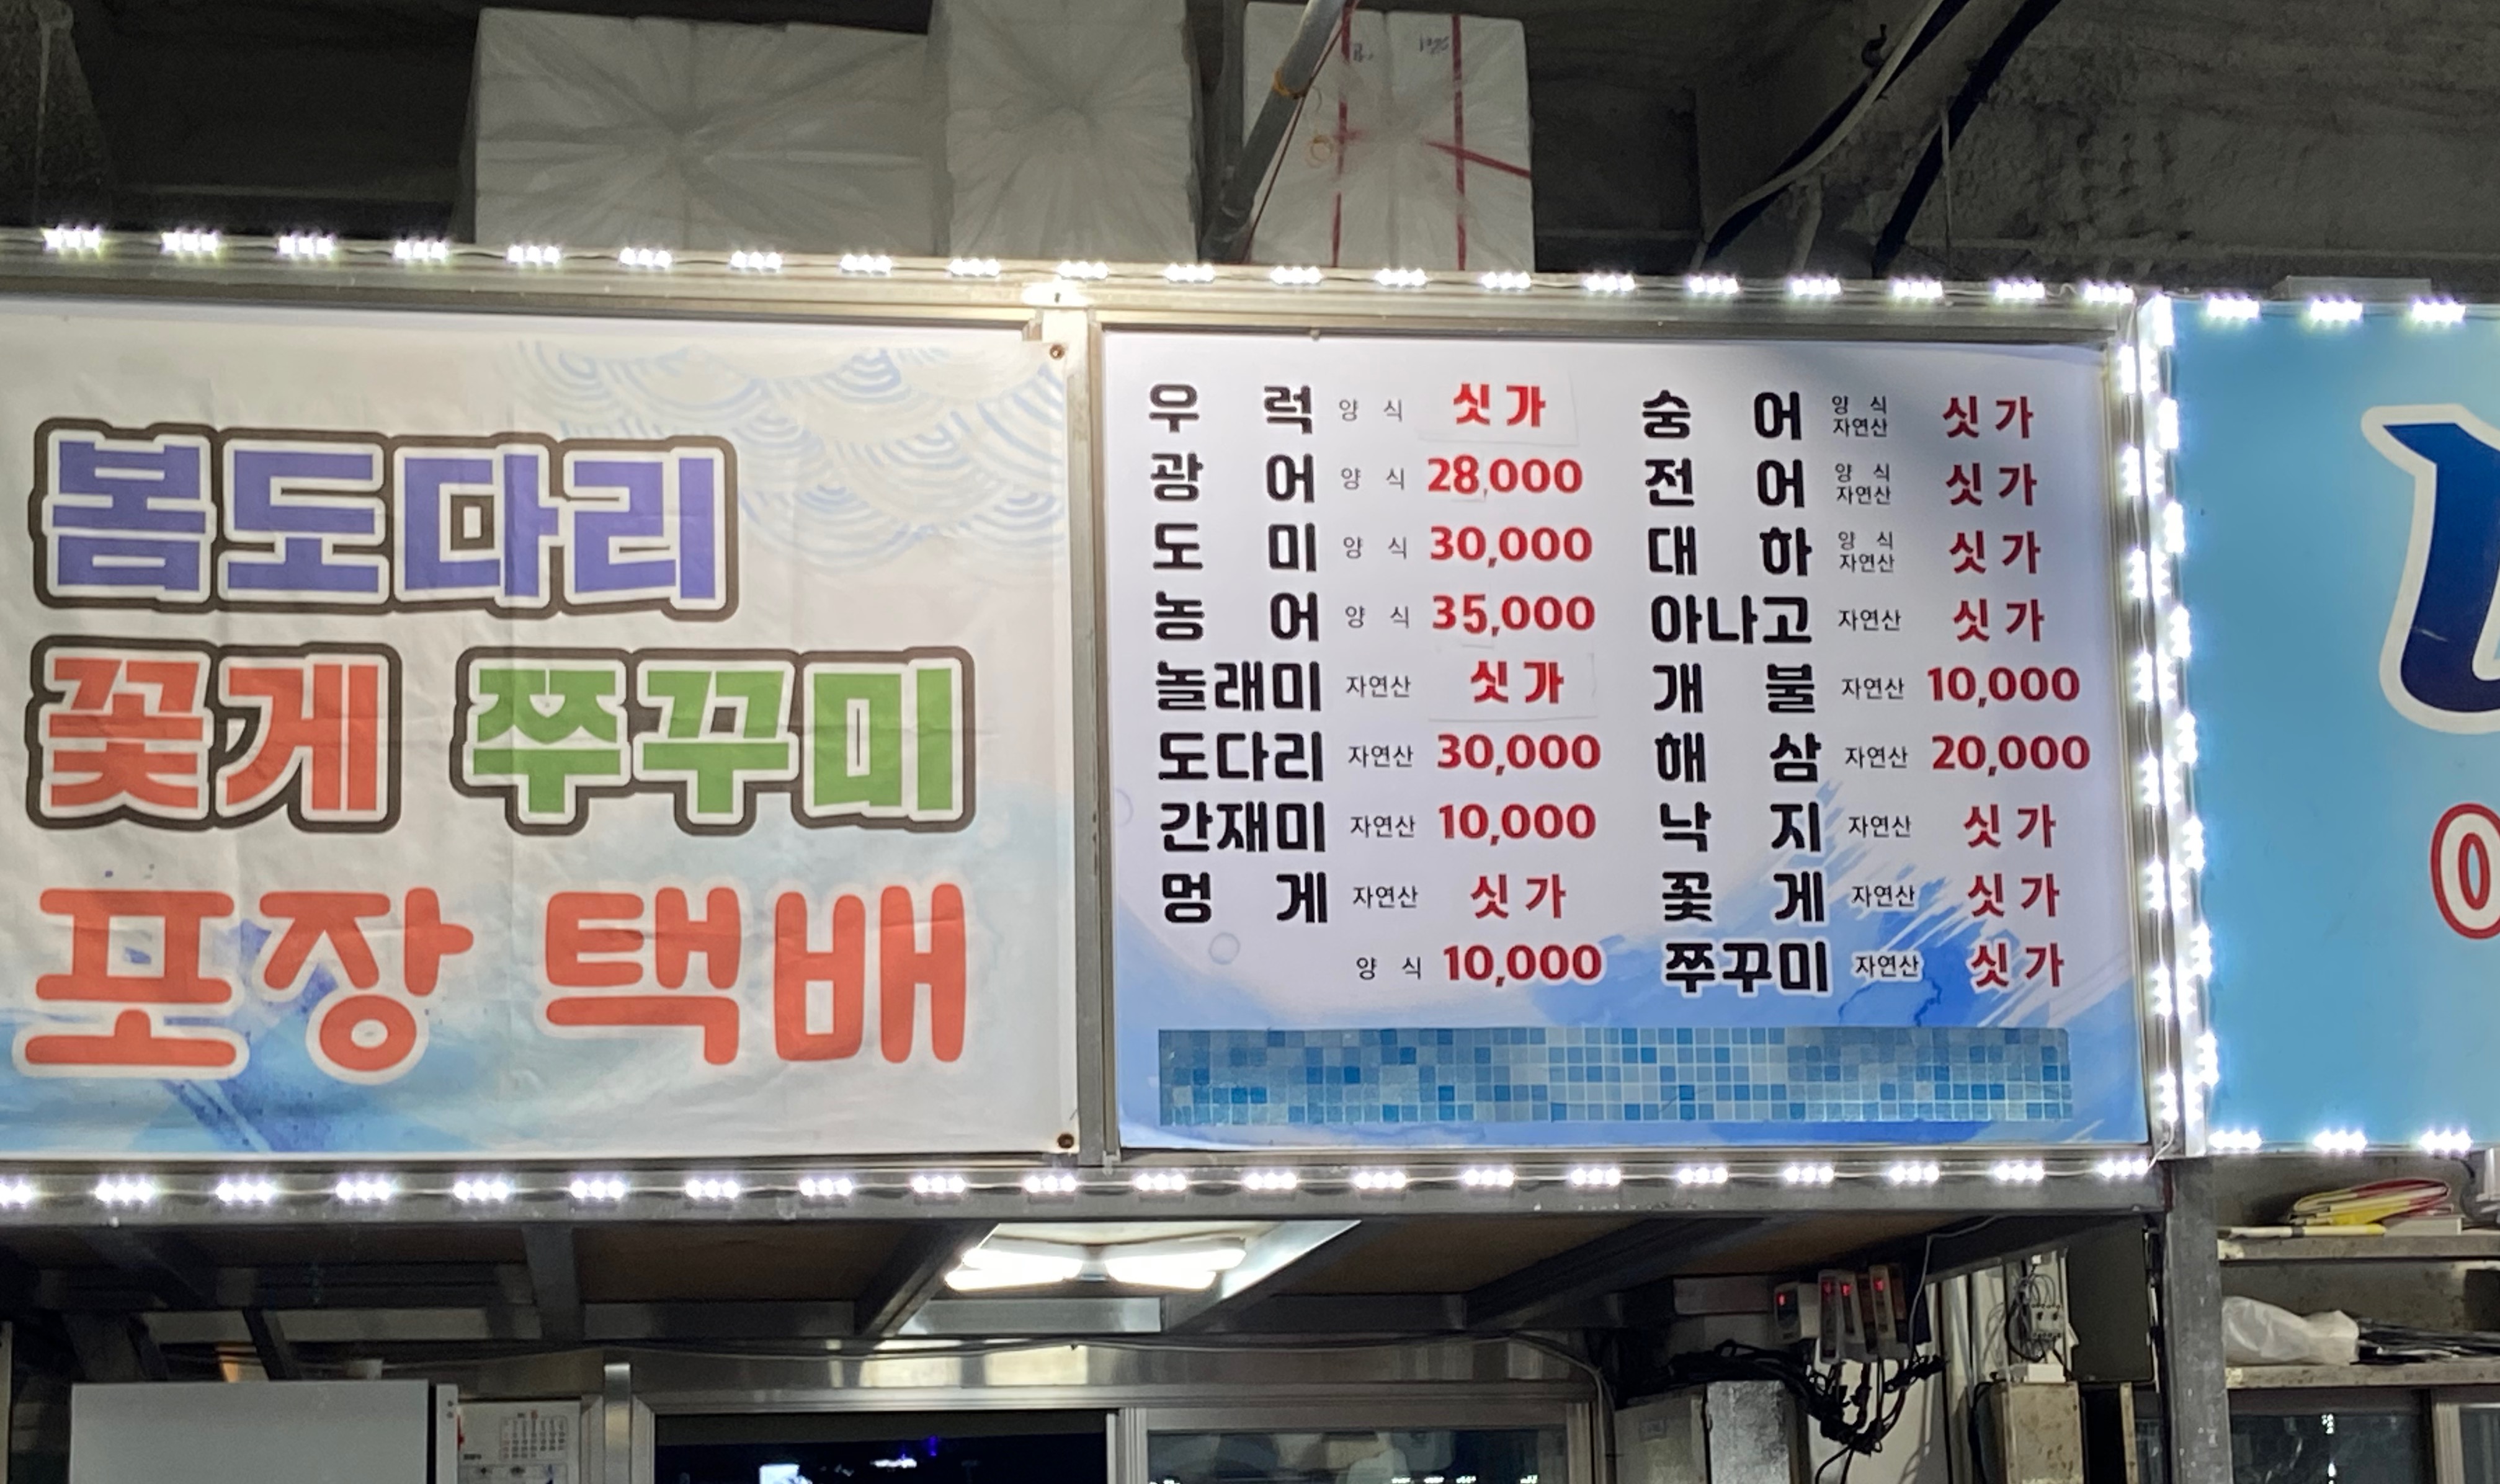 봄도다리
꽃게 쭈꾸미
포장 택배
우럭 양식 싯가
광어 양식 28,000
도미 양식 30,000
농어 양식 35,000
놀래미 자연산 싯가
도다리 자연산 30,000
간재미 자연산 10,000
멍게 자연산 싯가
양식 10,000
숭어 양식 자연산 싯가
전어 양식 자연산 싯가
대하 양식 자연산 싯가
아나고 자연산 싯가
개불 자연산 10,000
해삼 자연산 20,000
낙지 자연산 싯가
꽃게 자연산 싯가
쭈꾸미 자연산 싯가